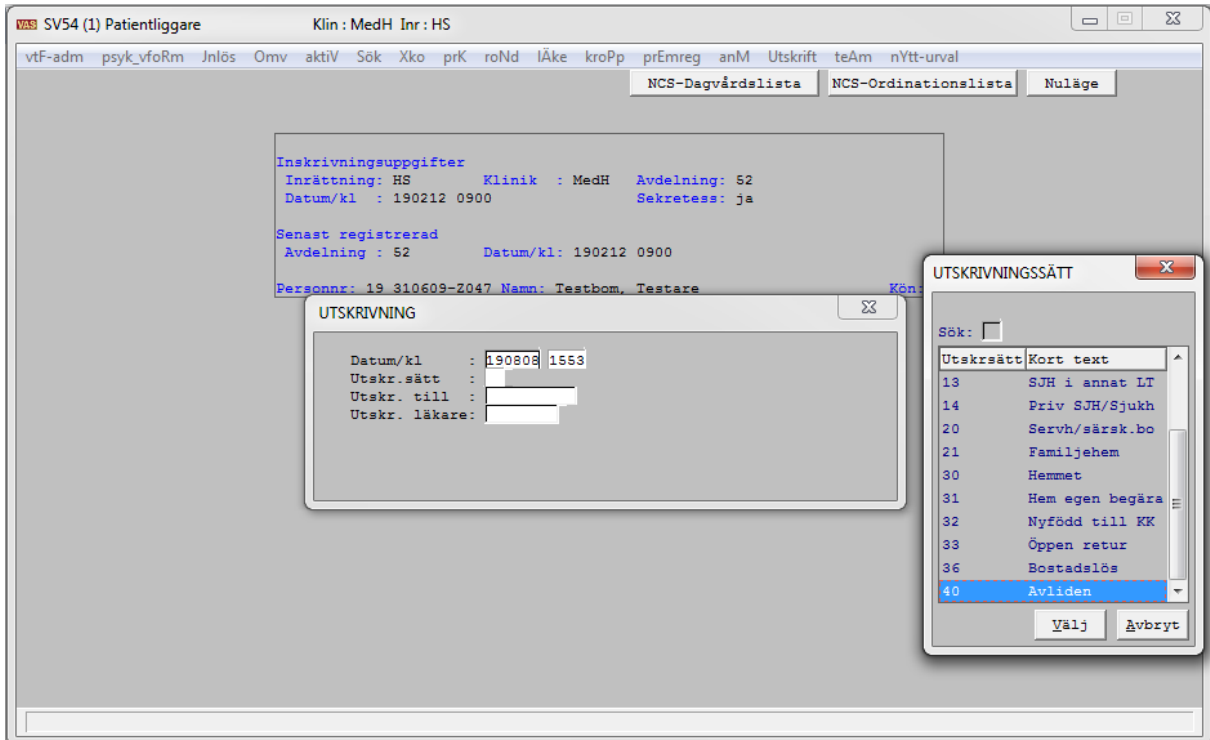 VAS SV54 (1) Patientliggare Klin : MedH Inr : HS
vtF-adm psyk_vfoRm Jnlös Omv aktiV Sök Xko prK roNd lÄke kroPp prEmreg anM Utskrift teAm nYtt-urval
NCS-Dagvårdslista NCS-Ordinationslista Nuläge
Inskrivningsuppgifter
Inrättning: HS Klinik : MedH Avdelning: 52
Datum/kl : 190212 0900 Sekretess: ja
Senast registrerad
Avdelning : 52 Datum/kl: 190212 0900
Personnr: 19 310609-Z047 Namn: Testbom, Testare Kön:
UTSKRIVNING
Datum/kl : 190808 1553
Utskr.sätt :
Utskr. till :
Utskr. läkare:
UTSKRIVNINGSSÄTT
Sök:
Utskrsätt Kort text
13 SJH i annat LT
14 Priv SJH/Sjukh
20 Servh/särsk.bo
21 Familjehem
30 Hemmet
31 Hem egen begära
32 Nyfödd till KK
33 Öppen retur
36 Bostadslös
40 Avliden
Välj Avbryt